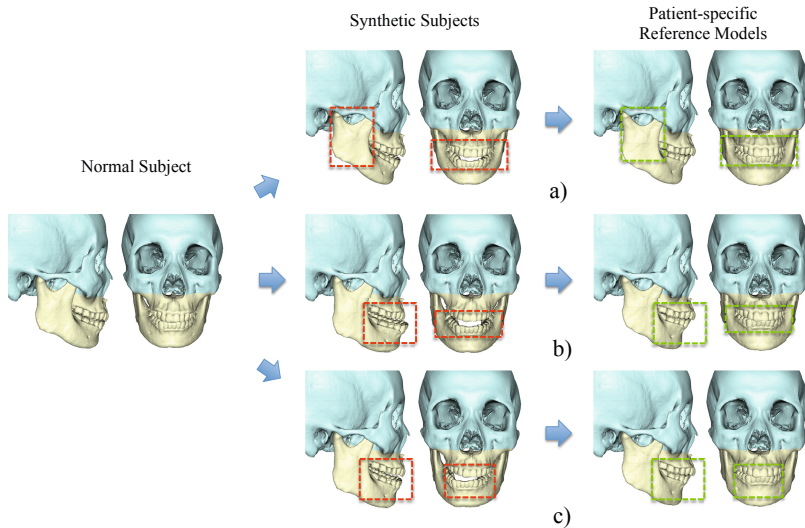 Synthetic Subjects
Patient-specific
Reference Models
Normal Subject
a)
b)
c)